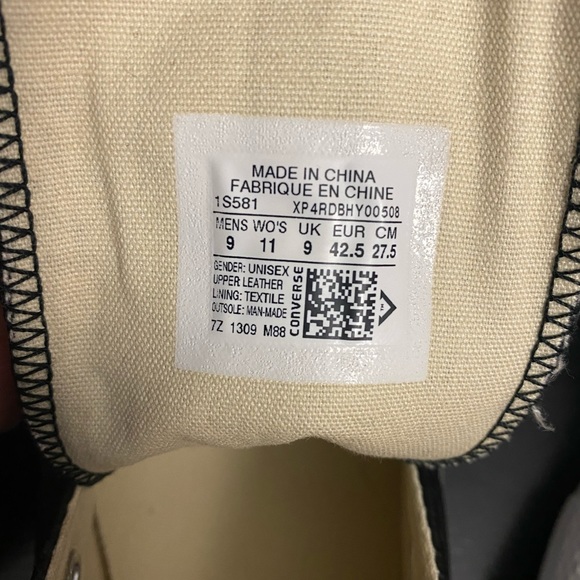 MADE IN CHINA
FABRIQUE EN CHINE
1S581 XP4RDBHY00508
MENS WO'S UK EUR CM
9 11 9 42.5 27.5
GENDER: UNISEX
UPPER LEATHER
LINING: TEXTILE
OUTSOLE: MAN-MADE
7Z 1309 M88
CONVERSE